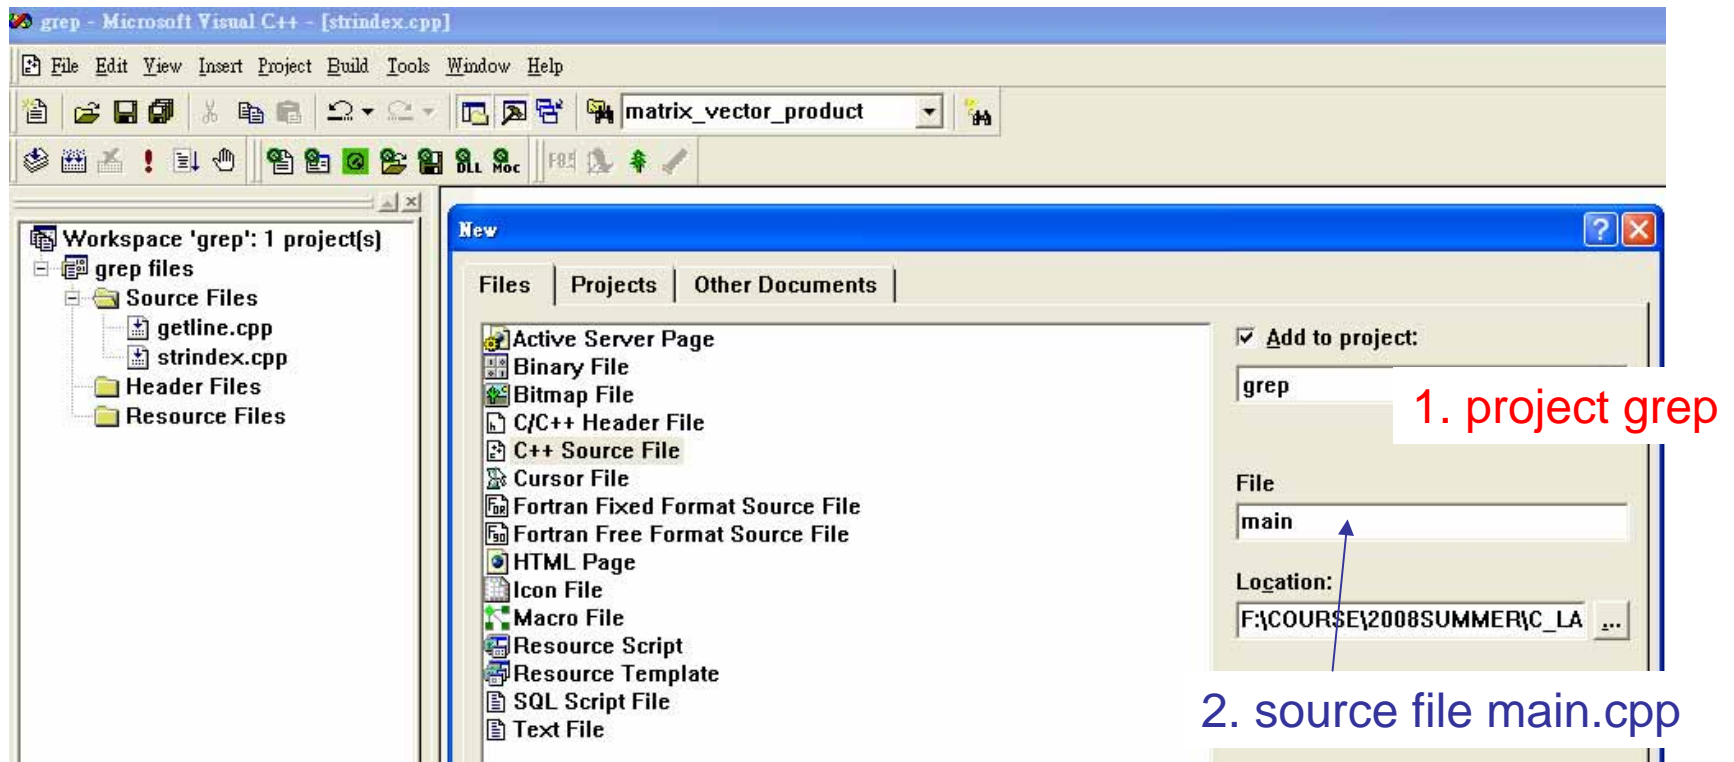 grep - Microsoft Visual C++ - [strindex.cpp]
File Edit View Insert Project Build Tools Window Help
matrix_vector_product
DLL Moc F85
Workspace 'grep': 1 project(s)
grep files
Source Files
getline.cpp
strindex.cpp
Header Files
Resource Files
New
Files Projects Other Documents
Active Server Page
Binary File
Bitmap File
C/C++ Header File
C++ Source File
Cursor File
Fortran Fixed Format Source File
Fortran Free Format Source File
HTML Page
Icon File
Macro File
Resource Script
Resource Template
SQL Script File
Text File
Add to project:
grep
1. project grep
File
main
Location:
F:\COURSE\2008SUMMER\C_LA ...
2. source file main.cpp